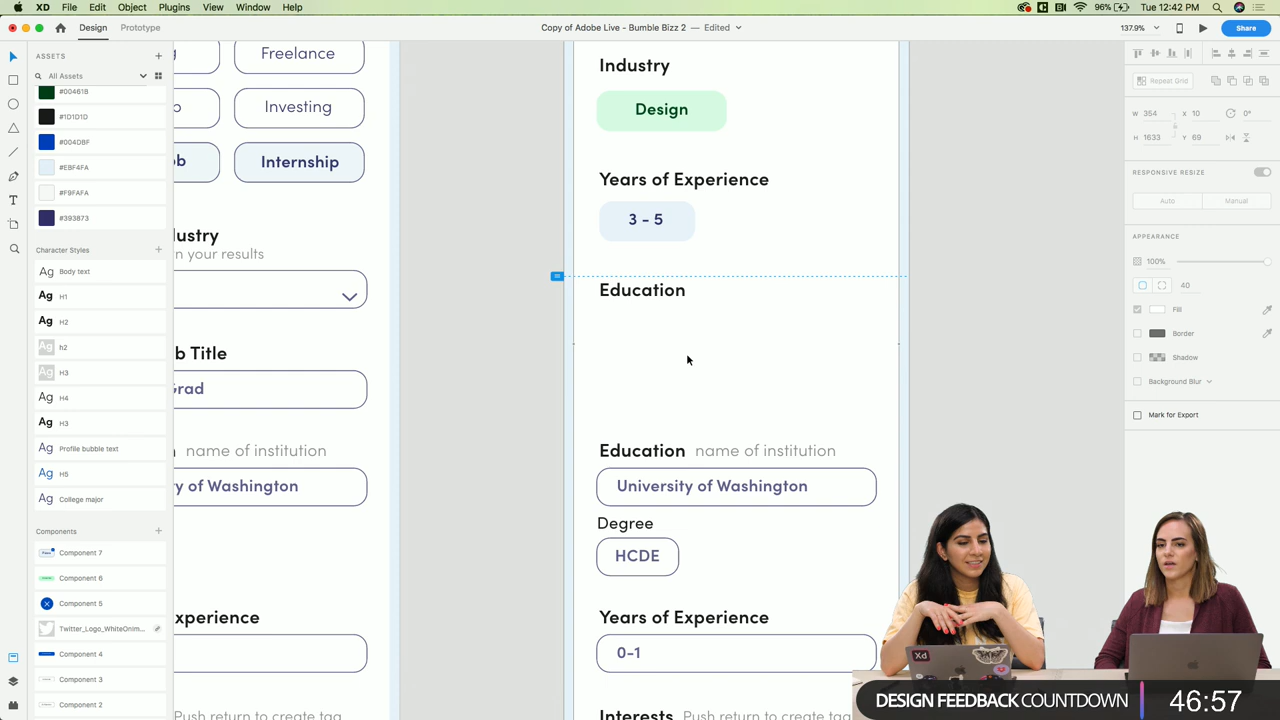 XD File Edit Object Plugins View Window Help
96% Tue 12:42 PM
Design Prototype
Copy of Adobe Live - Bumble Bizz 2 - Edited
137.9%
Share
ASSETS
All Assets
#00461B
#1D1D1D
#004DBF
#EBF4FA
#F9FAFA
#393873
Character Styles
Ag Body text
Ag H1
Ag H2
Ag h2
Ag H3
Ag H4
Ag H3
Ag Profile bubble text
Ag H5
Ag College major
Components
Component 7
Component 6
Component 5
Twitter_Logo_WhiteOnIm...
Component 4
Component 3
Component 2
Freelance
Investing
Internship
Industry
Design
Years of Experience
3 - 5
Education
Education name of institution
University of Washington
Degree
HCDE
Years of Experience
0-1
Interests Push return to create tag
dustry
n your results
b Title
Grad
name of institution
y of Washington
xperience
Push return to create tag
Repeat Grid
W 354 X 10 0°
H 1633 Y 69
RESPONSIVE RESIZE
Auto Manual
APPEARANCE
100%
40
Fill
Border
Shadow
Background Blur
Mark for Export
Xd
DESIGN FEEDBACK COUNTDOWN 46:57